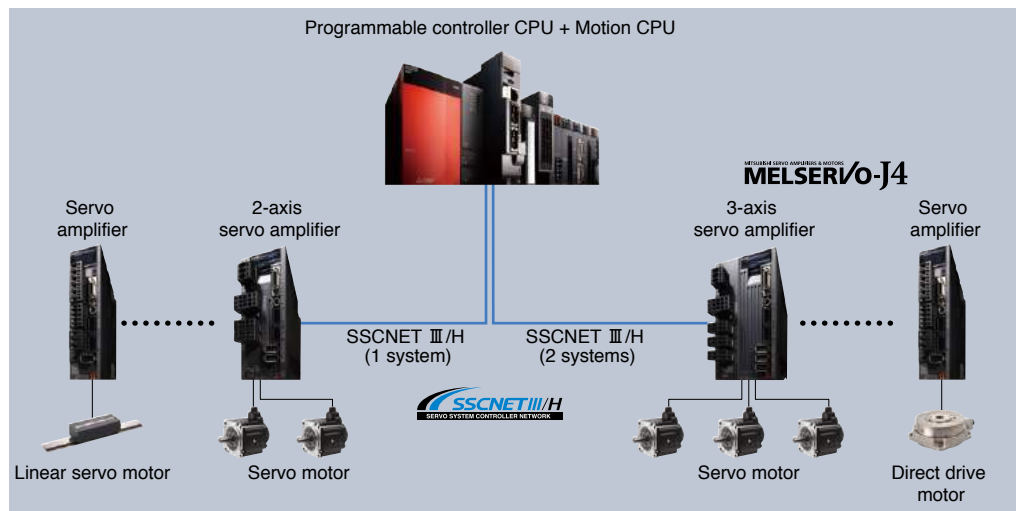 Programmable controller CPU + Motion CPU
MITSUBISHI SERVO AMPLIFIERS & MOTORS
MELSERVO-J4
Servo
amplifier
2-axis
servo amplifier
3-axis
servo amplifier
Servo
amplifier
SSCNET Ⅲ/H
(1 system)
SSCNET Ⅲ/H
(2 systems)
SSCNETⅢ/H
SERVO SYSTEM CONTROLLER NETWORK
Linear servo motor
Servo motor
Servo motor
Direct drive
motor